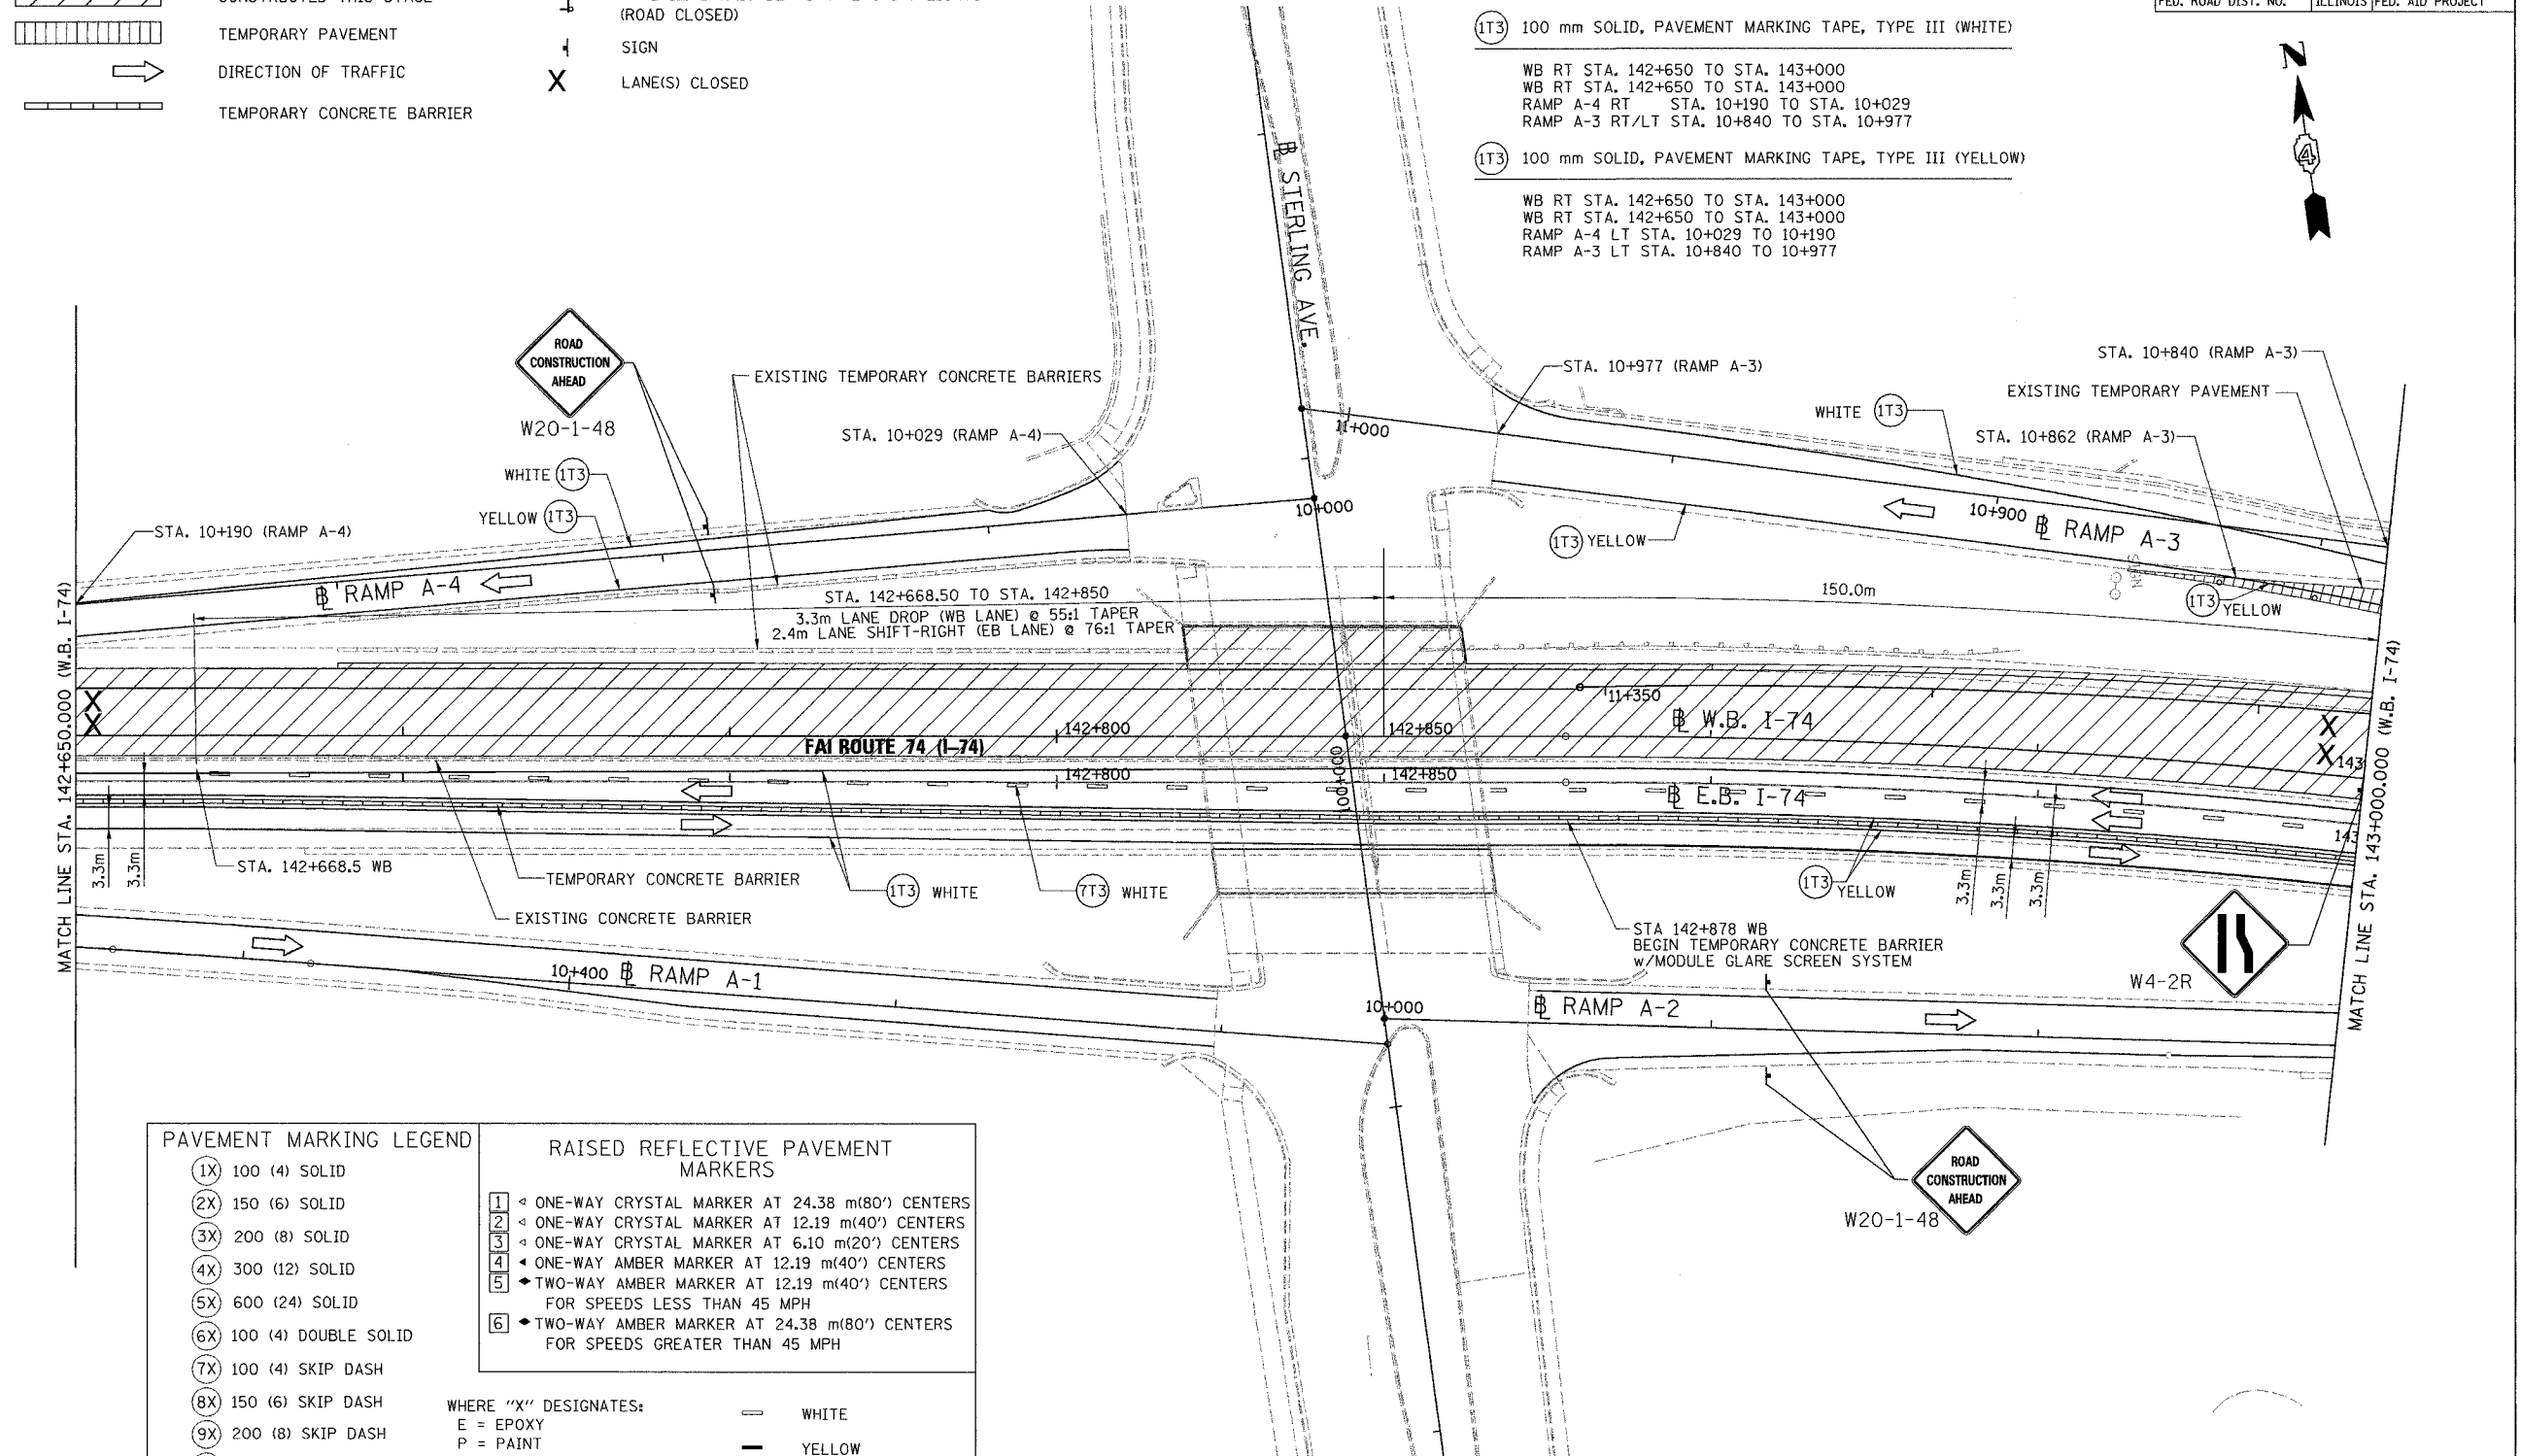 TEMPORARY PAVEMENT
DIRECTION OF TRAFFIC
TEMPORARY CONCRETE BARRIER
(ROAD CLOSED)
SIGN
X LANE(S) CLOSED
FED. ROAD DIST. NO. ILLINOIS FED. AID PROJECT
1T3 100 mm SOLID, PAVEMENT MARKING TAPE, TYPE III (WHITE)
WB RT STA. 142+650 TO STA. 143+000
WB RT STA. 142+650 TO STA. 143+000
RAMP A-4 RT STA. 10+190 TO STA. 10+029
RAMP A-3 RT/LT STA. 10+840 TO STA. 10+977
1T3 100 mm SOLID, PAVEMENT MARKING TAPE, TYPE III (YELLOW)
WB RT STA. 142+650 TO STA. 143+000
WB RT STA. 142+650 TO STA. 143+000
RAMP A-4 LT STA. 10+029 TO 10+190
RAMP A-3 LT STA. 10+840 TO 10+977
N
4
℄ STERLING AVE.
ROAD
CONSTRUCTION
AHEAD
W20-1-48
EXISTING TEMPORARY CONCRETE BARRIERS
STA. 10+029 (RAMP A-4)
WHITE 1T3
YELLOW 1T3
STA. 10+190 (RAMP A-4)
℄ RAMP A-4
STA. 10+977 (RAMP A-3)
STA. 10+840 (RAMP A-3)
EXISTING TEMPORARY PAVEMENT
WHITE 1T3
STA. 10+862 (RAMP A-3)
11+000
10+000
10+900 ℄ RAMP A-3
1T3 YELLOW
SIGN
1T3 YELLOW
STA. 142+668.50 TO STA. 142+850
3.3m LANE DROP (WB LANE) @ 55:1 TAPER
2.4m LANE SHIFT-RIGHT (EB LANE) @ 76:1 TAPER
150.0m
MATCH LINE STA. 142+650.000 (W.B. I-74)
X
X
11+350
142+800
142+850
℄ W.B. I-74
FAI ROUTE 74 (I-74)
X
X
143
100+000
142+800
142+850
℄ E.B. I-74
143
3.3m
3.3m
STA. 142+668.5 WB
TEMPORARY CONCRETE BARRIER
EXISTING CONCRETE BARRIER
1T3 WHITE
7T3 WHITE
1T3 YELLOW
3.3m
3.3m
3.3m
STA 142+878 WB
BEGIN TEMPORARY CONCRETE BARRIER
w/MODULE GLARE SCREEN SYSTEM
W4-2R
MATCH LINE STA. 143+000.000 (W.B. I-74)
10+400 ℄ RAMP A-1
10+000
℄ RAMP A-2
ROAD
CONSTRUCTION
AHEAD
W20-1-48
PAVEMENT MARKING LEGEND
1X 100 (4) SOLID
2X 150 (6) SOLID
3X 200 (8) SOLID
4X 300 (12) SOLID
5X 600 (24) SOLID
6X 100 (4) DOUBLE SOLID
7X 100 (4) SKIP DASH
8X 150 (6) SKIP DASH
9X 200 (8) SKIP DASH
RAISED REFLECTIVE PAVEMENT
MARKERS
1 ONE-WAY CRYSTAL MARKER AT 24.38 m(80') CENTERS
2 ONE-WAY CRYSTAL MARKER AT 12.19 m(40') CENTERS
3 ONE-WAY CRYSTAL MARKER AT 6.10 m(20') CENTERS
4 ONE-WAY AMBER MARKER AT 12.19 m(40') CENTERS
5 TWO-WAY AMBER MARKER AT 12.19 m(40') CENTERS
FOR SPEEDS LESS THAN 45 MPH
6 TWO-WAY AMBER MARKER AT 24.38 m(80') CENTERS
FOR SPEEDS GREATER THAN 45 MPH
WHERE "X" DESIGNATES:
E = EPOXY
P = PAINT
WHITE
YELLOW